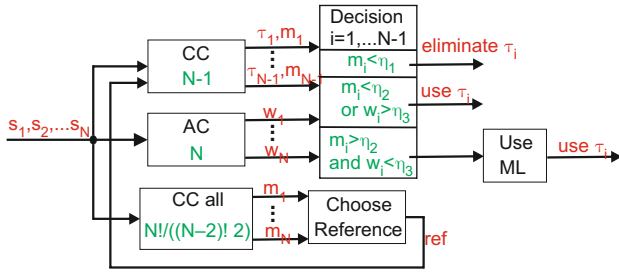 s1,s2,...sN
CC
N-1
τ1,m1
τN-1,mN-1
AC
N
w1
wN
CC all
N!/((N–2)! 2)
m1
mN
Choose
Reference
ref
Decision
i=1,...N-1
mi<η1
eliminate τi
mi<η2
or wi>η3
use τi
mi>η2
and wi<η3
Use
ML
use τi